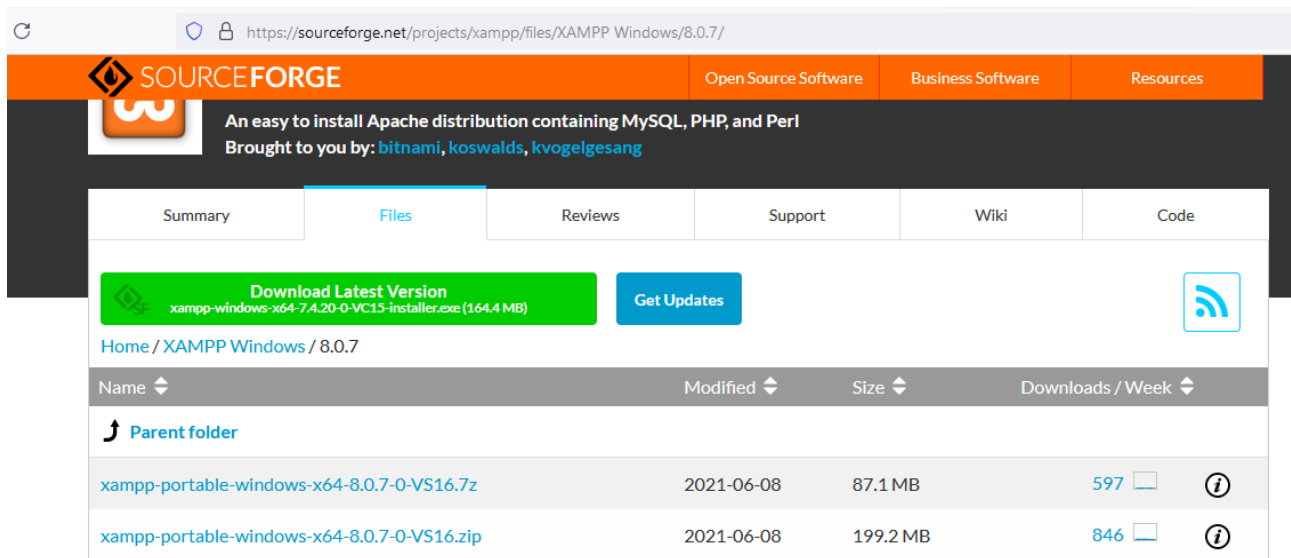 https://sourceforge.net/projects/xampp/files/XAMPP Windows/8.0.7/
SOURCEFORGE Open Source Software Business Software Resources
An easy to install Apache distribution containing MySQL, PHP, and Perl
Brought to you by: bitnami, koswalds, kvogelgesang
Summary Files Reviews Support Wiki Code
Download Latest Version
xampp-windows-x64-7.4.20-0-VC15-installer.exe (164.4 MB)
SF
Get Updates
Home / XAMPP Windows / 8.0.7
Name Modified Size Downloads / Week
Parent folder
xampp-portable-windows-x64-8.0.7-0-VS16.7z 2021-06-08 87.1 MB 597 i
xampp-portable-windows-x64-8.0.7-0-VS16.zip 2021-06-08 199.2 MB 846 i